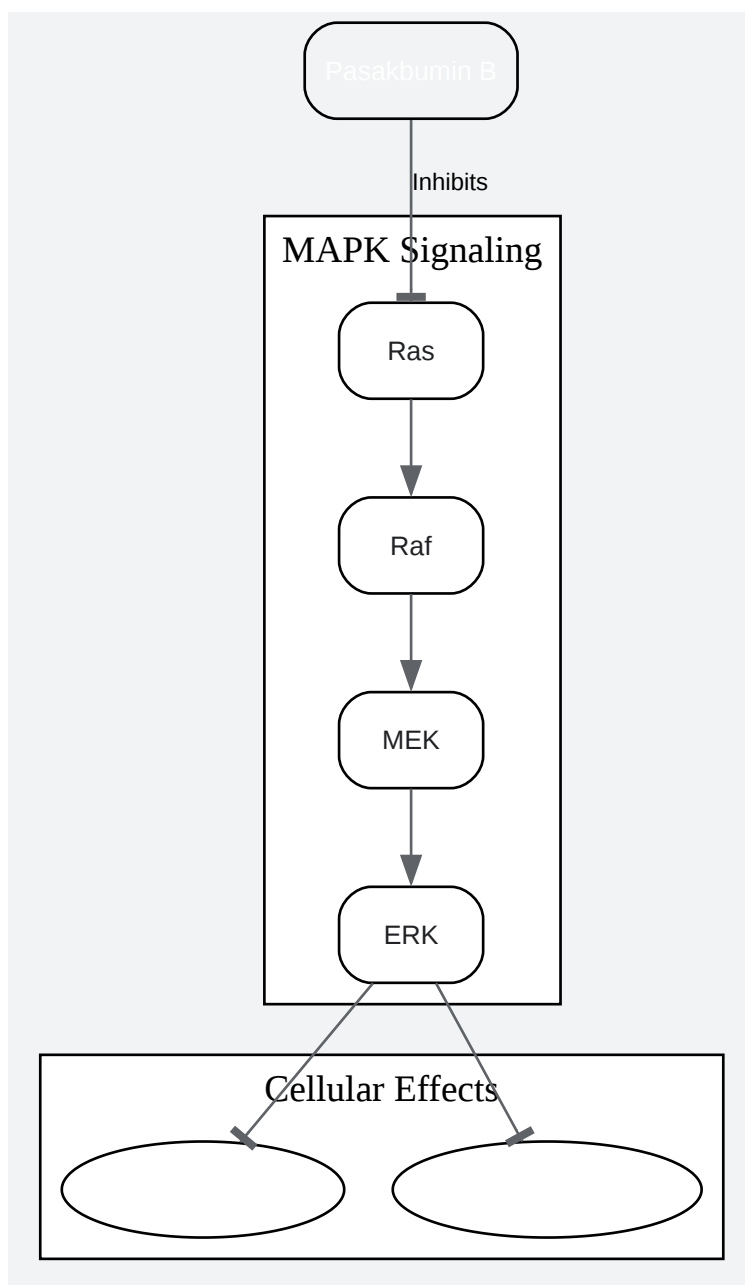 Pasakbumin B
Inhibits
MAPK Signaling
Ras
Raf
MEK
ERK
Cellular Effects